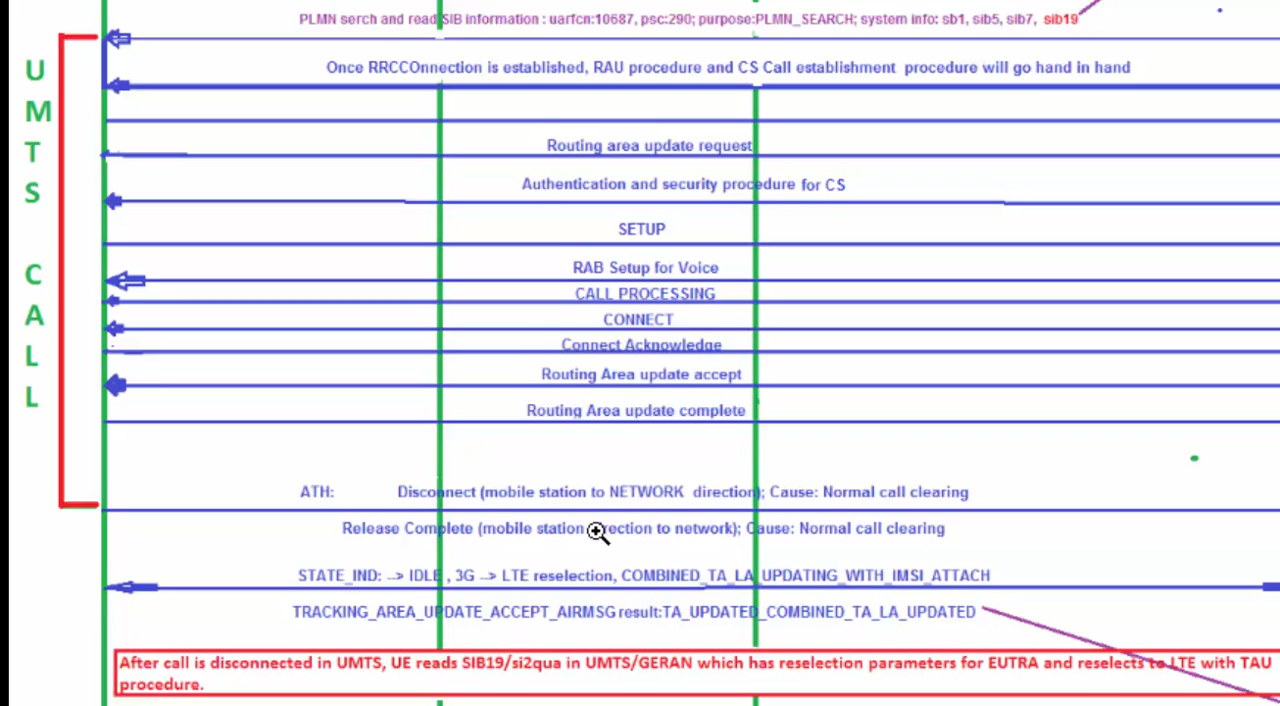 PLMN serch and read SIB information : uarfcn:10687, psc:290; purpose:PLMN_SEARCH; system info: sb1, sib5, sib7, sib19
UMTS CALL
Once RRCCOnnection is established, RAU procedure and CS Call establishment procedure will go hand in hand
Routing area update request
Authentication and security procedure for CS
SETUP
RAB Setup for Voice
CALL PROCESSING
CONNECT
Connect Acknowledge
Routing Area update accept
Routing Area update complete
ATH: Disconnect (mobile station to NETWORK direction); Cause: Normal call clearing
Release Complete (mobile station direction to network); Cause: Normal call clearing
STATE_IND: --> IDLE , 3G --> LTE reselection, COMBINED_TA_LA_UPDATING_WITH_IMSI_ATTACH
TRACKING_AREA_UPDATE_ACCEPT_AIRMSG result:TA_UPDATED_COMBINED_TA_LA_UPDATED
After call is disconnected in UMTS, UE reads SIB19/si2qua in UMTS/GERAN which has reselection parameters for EUTRA and reselects to LTE with TAU
procedure.